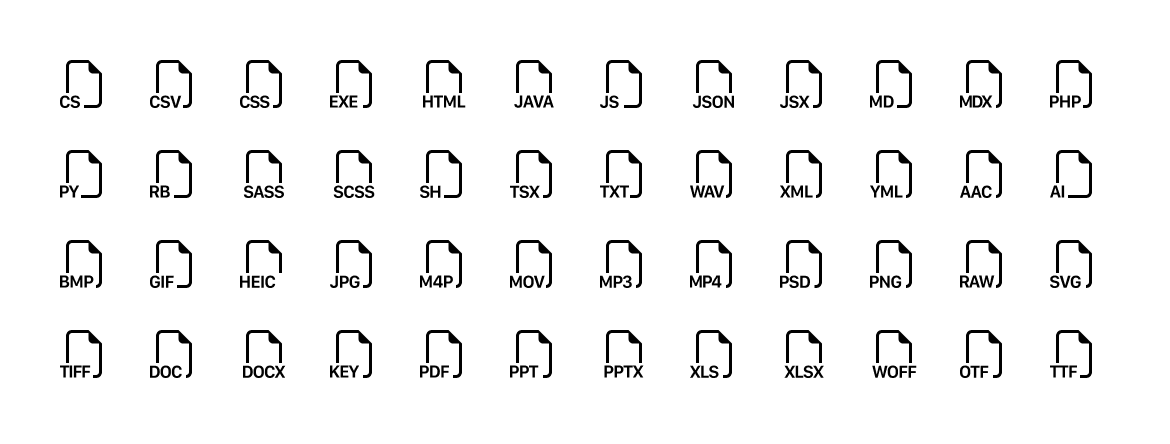 CS CSV CSS EXE HTML JAVA JS JSON JSX MD MDX PHP
PY RB SASS SCSS SH TSX TXT WAV XML YML AAC AI
BMP GIF HEIC JPG M4P MOV MP3 MP4 PSD PNG RAW SVG
TIFF DOC DOCX KEY PDF PPT PPTX XLS XLSX WOFF OTF TTF